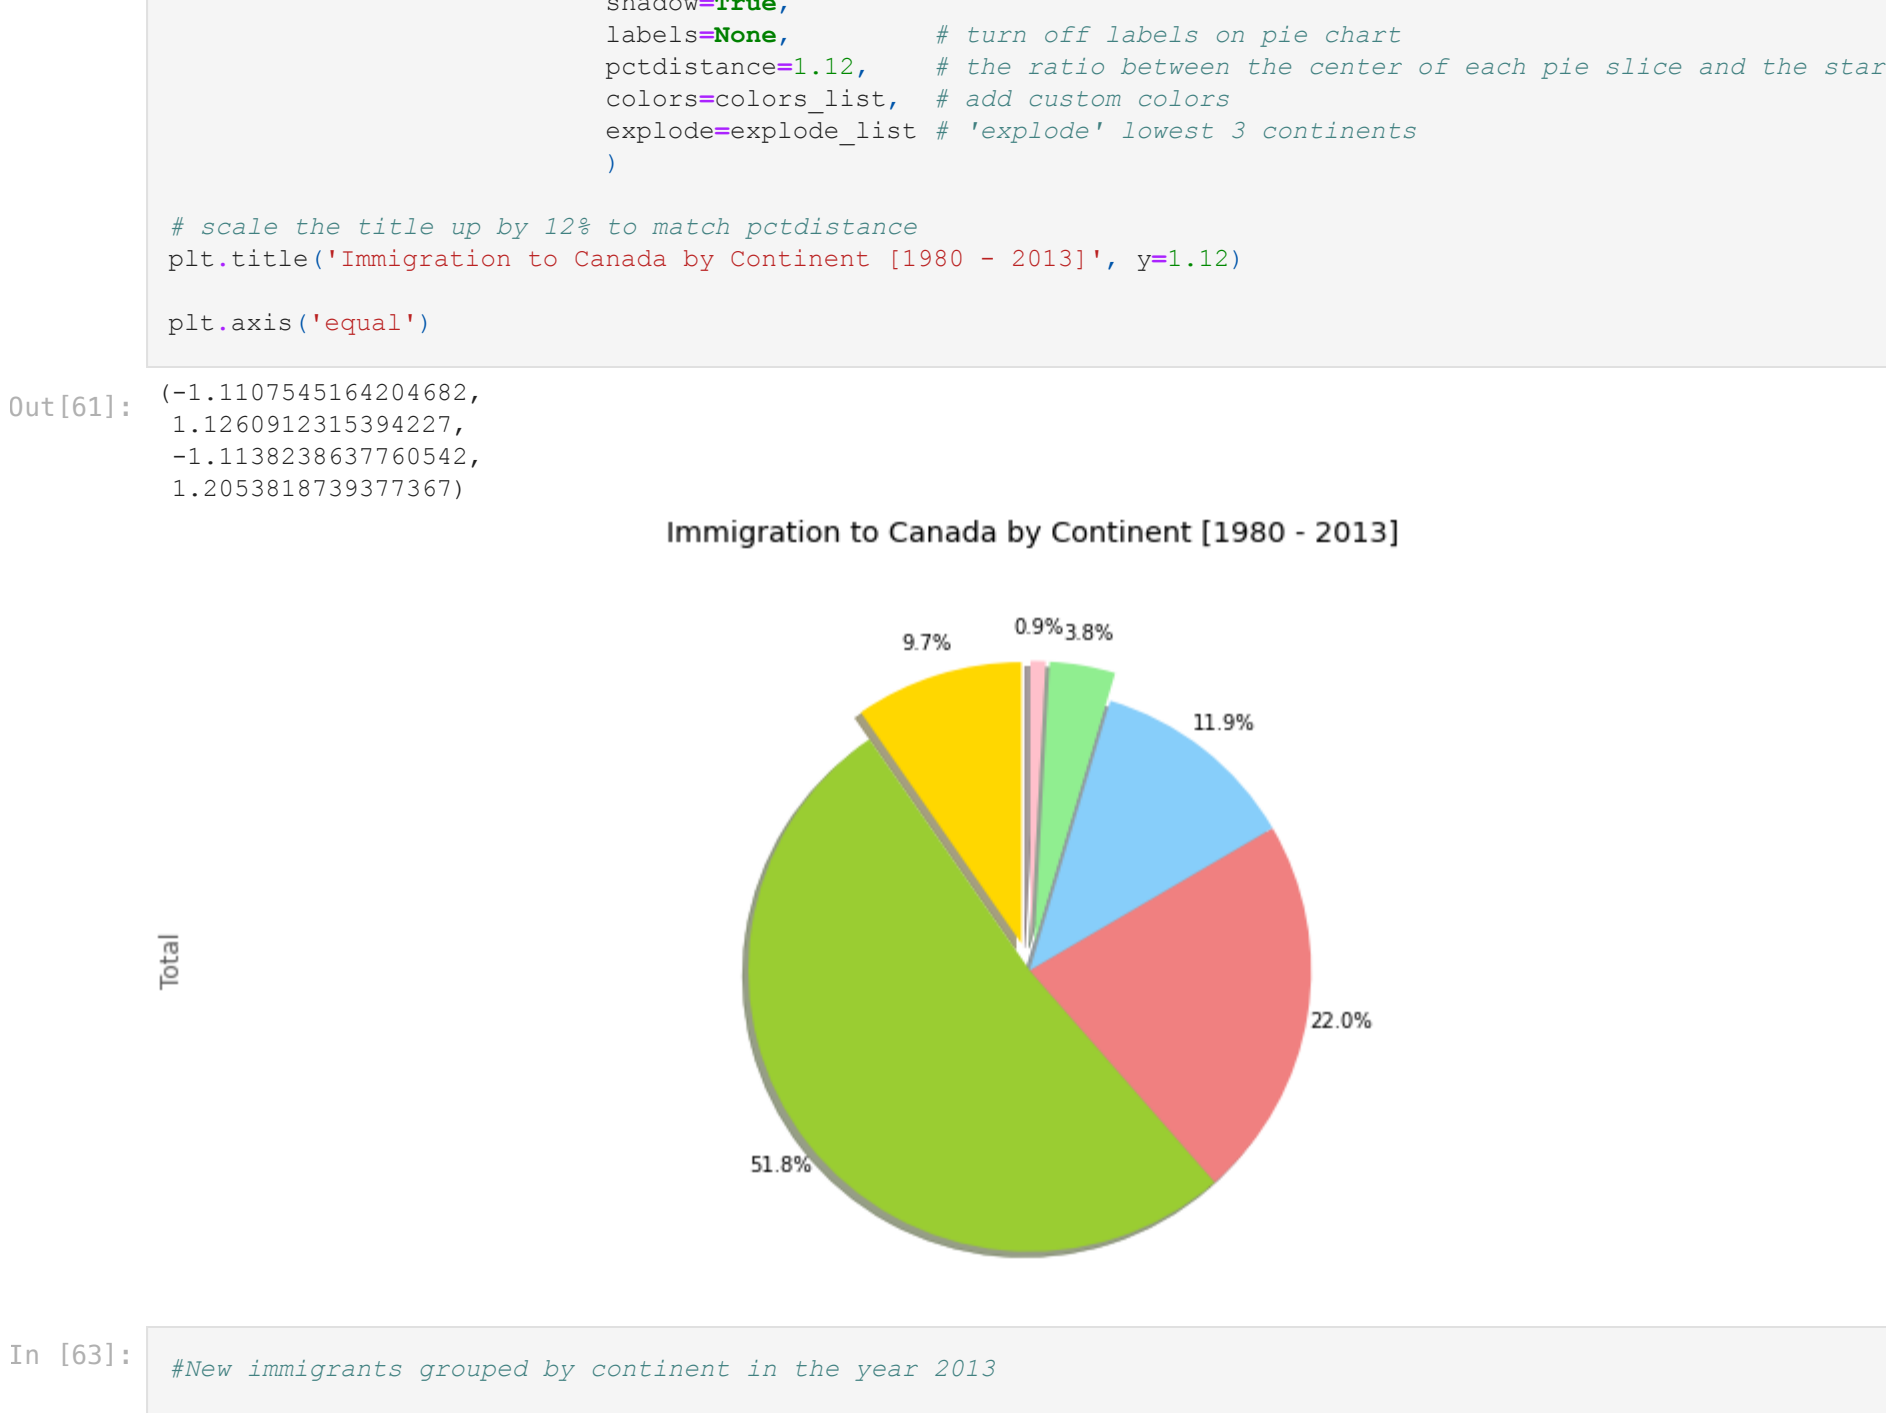 shadow=True,
labels=None,         # turn off labels on pie chart
pctdistance=1.12,    # the ratio between the center of each pie slice and the star
colors=colors_list,  # add custom colors
explode=explode_list # 'explode' lowest 3 continents
)
# scale the title up by 12% to match pctdistance
plt.title('Immigration to Canada by Continent [1980 - 2013]', y=1.12)
plt.axis('equal')
Out[61]:
(-1.1107545164204682,
1.1260912315394227,
-1.1138238637760542,
1.2053818739377367)
Immigration to Canada by Continent [1980 - 2013]
9.7%
0.9%
3.8%
11.9%
Total
22.0%
51.8%
In [63]:
#New immigrants grouped by continent in the year 2013